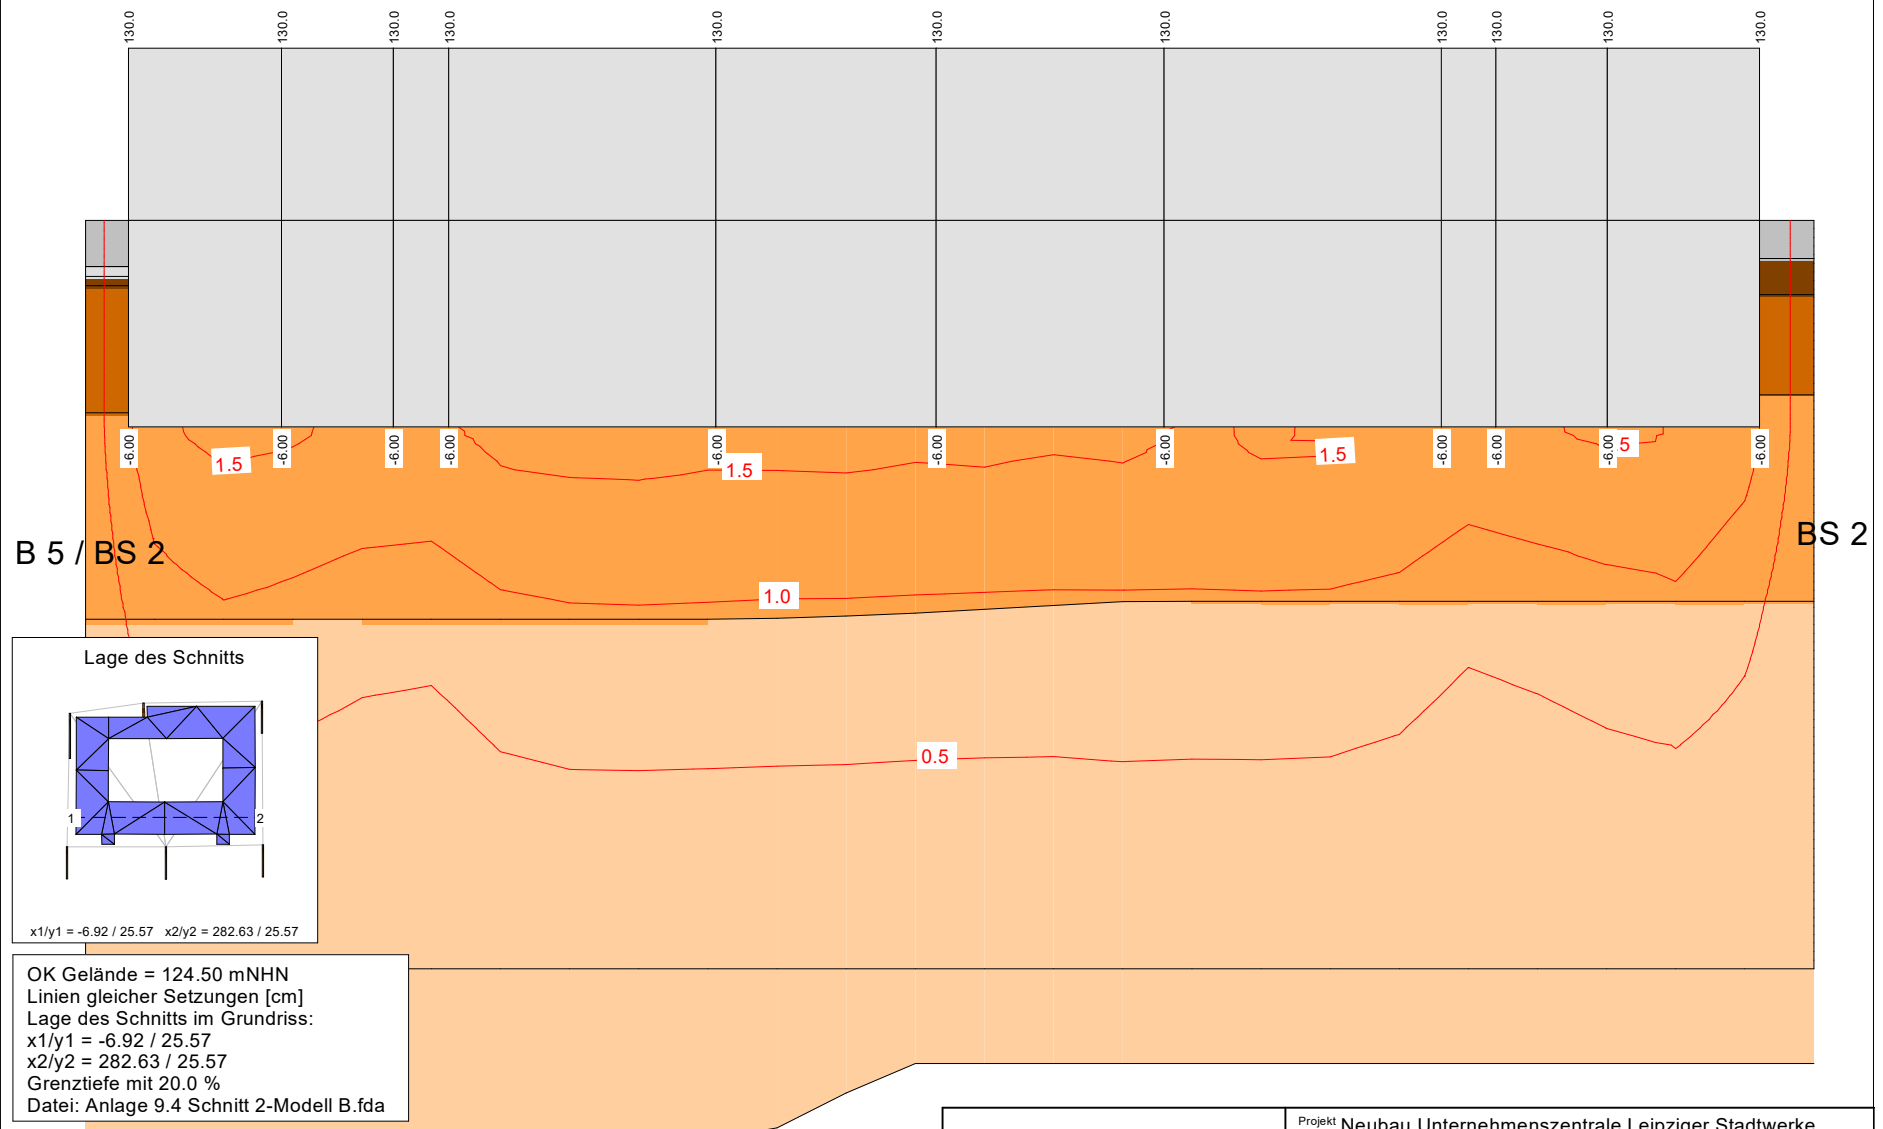 130.0 130.0 130.0 130.0 130.0 130.0 130.0 130.0 130.0 130.0 130.0
-6.00 -6.00 -6.00 -6.00 -6.00 -6.00 -6.00 -6.00 -6.00 -6.00 -6.00
1.5 1.5 1.5 .5
B 5 / BS 2
BS 2
1.0
0.5
Lage des Schnitts
1 2
x1/y1 = -6.92 / 25.57 x2/y2 = 282.63 / 25.57
OK Gelände = 124.50 mNHN
Linien gleicher Setzungen [cm]
Lage des Schnitts im Grundriss:
x1/y1 = -6.92 / 25.57
x2/y2 = 282.63 / 25.57
Grenztiefe mit 20.0 %
Datei: Anlage 9.4 Schnitt 2-Modell B.fda
Projekt Neubau Unternehmenszentrale Leipziger Stadtwerke